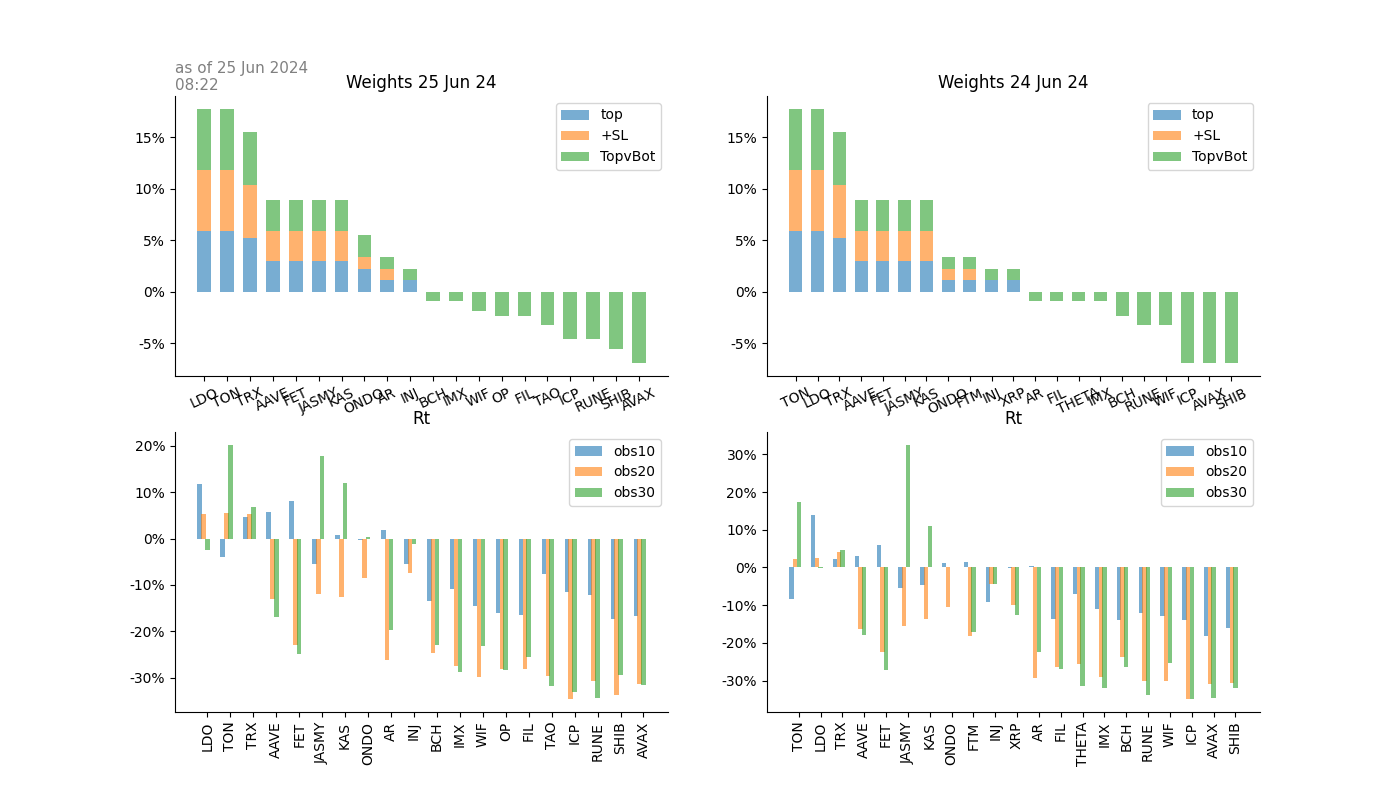 as of 25 Jun 2024
08:22
Weights 25 Jun 24
top
+SL
TopvBot
15%
10%
5%
0%
-5%
LDO TON TRX AAVE FET JASMY KAS ONDO AR INJ BCH IMX WIF OP FIL TAO ICP RUNE SHIB AVAX
Weights 24 Jun 24
top
+SL
TopvBot
15%
10%
5%
0%
-5%
TON LDO TRX AAVE FET JASMY KAS ONDO FTM INJ XRP AR FIL THETA IMX BCH RUNE WIF ICP AVAX SHIB
Rt
obs10
obs20
obs30
20%
10%
0%
-10%
-20%
-30%
LDO TON TRX AAVE FET JASMY KAS ONDO AR INJ BCH IMX WIF OP FIL TAO ICP RUNE SHIB AVAX
Rt
obs10
obs20
obs30
30%
20%
10%
0%
-10%
-20%
-30%
TON LDO TRX AAVE FET JASMY KAS ONDO FTM INJ XRP AR FIL THETA IMX BCH RUNE WIF ICP AVAX SHIB